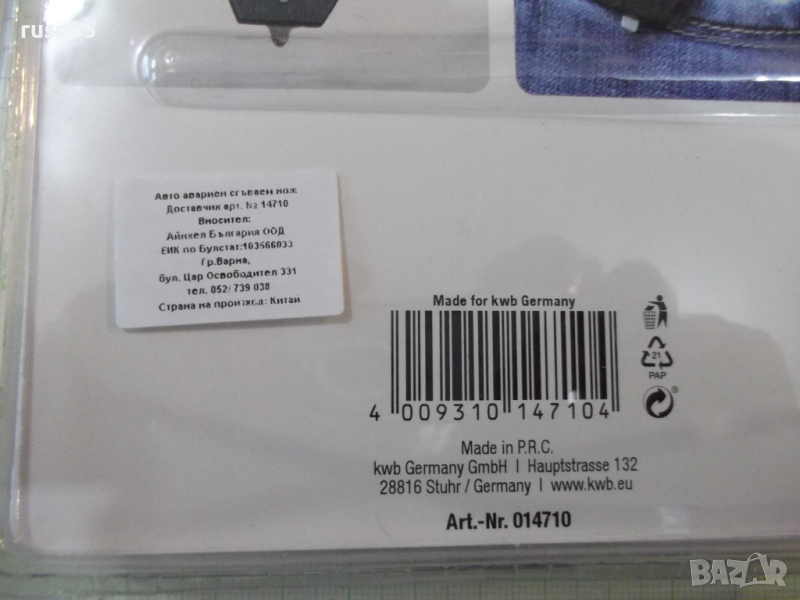 Авто авариен сгъваем нож
Доставчик арт. № 14710
Вносител:
Айнхел България ООД
ЕИК по Булстат:103566033
Гр.Варна,
бул. Цар Освободител 331
тел. 052/ 739 038
Страна на произход: Китай
Made for kwb Germany
4 009310 147104
21
PAP
Made in P.R.C.
kwb Germany GmbH I Hauptstrasse 132
28816 Stuhr / Germany I www.kwb.eu
Art.-Nr. 014710
BAZAR